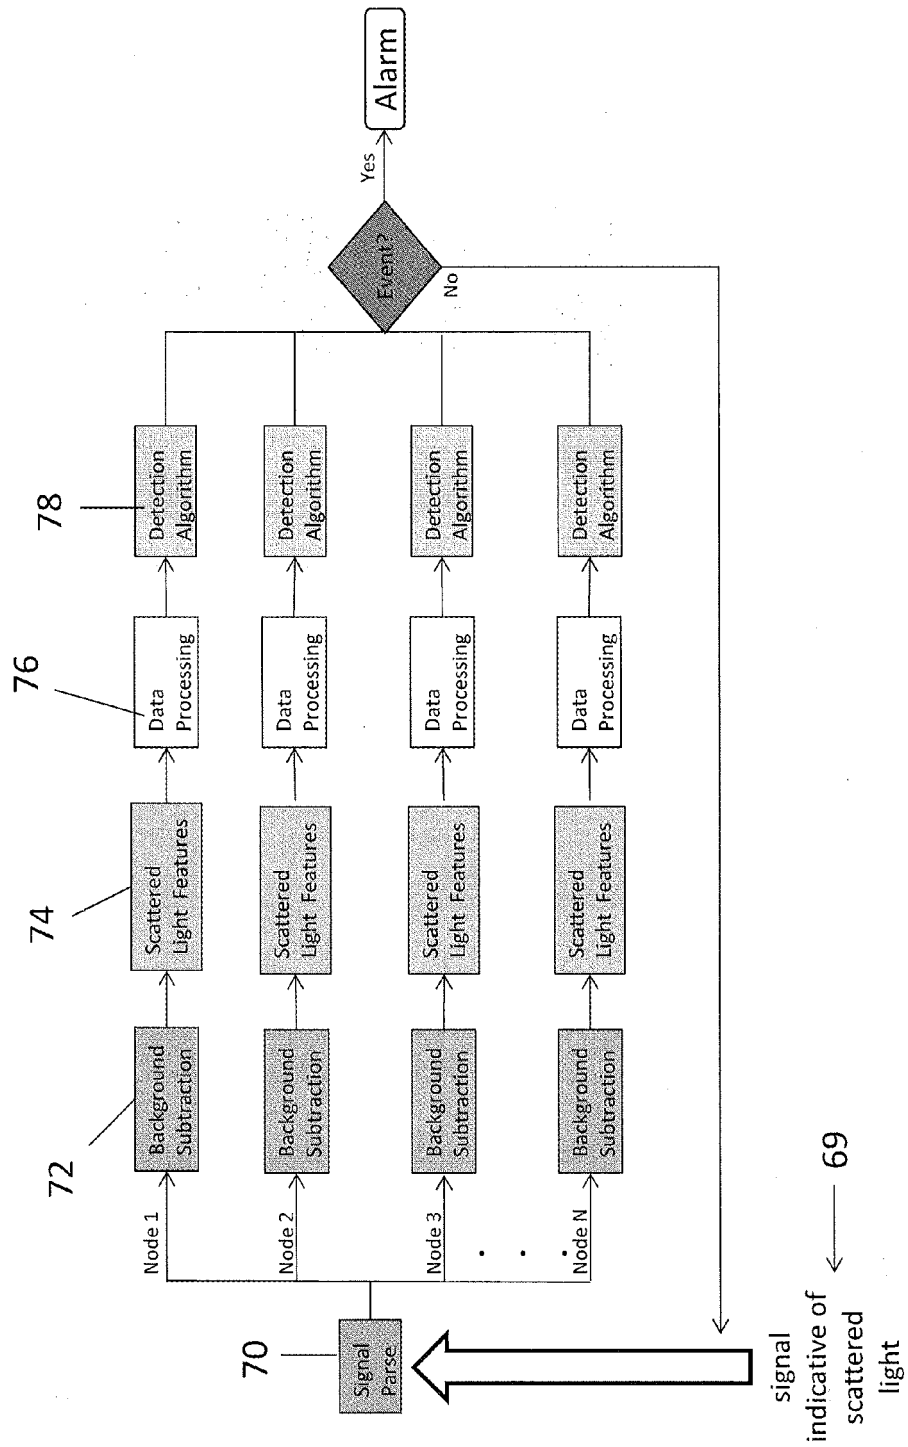 69
signal
indicative of
scattered
light
70
Signal
Parse
Node 1
Node 2
Node 3
. . .
Node N
72
Background
Subtraction
Background
Subtraction
Background
Subtraction
Background
Subtraction
74
Scattered
Light Features
Scattered
Light Features
Scattered
Light Features
Scattered
Light Features
76
Data
Processing
Data
Processing
Data
Processing
Data
Processing
78
Detection
Algorithm
Detection
Algorithm
Detection
Algorithm
Detection
Algorithm
Event?
Yes
No
Alarm